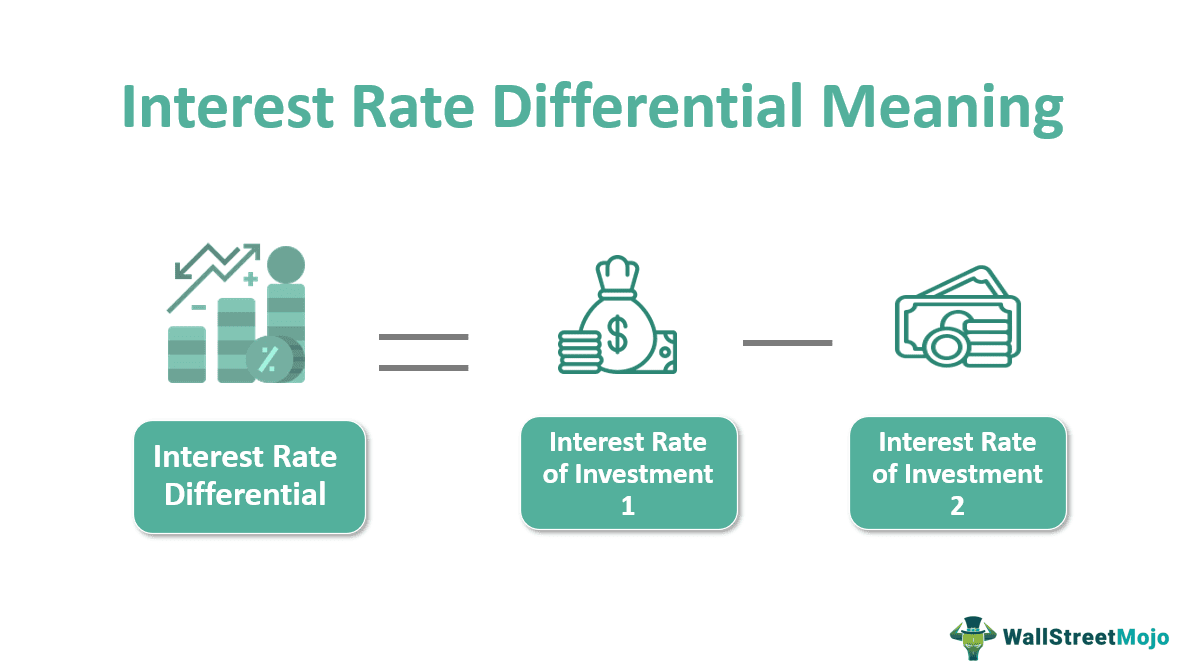 Interest Rate Differential Meaning
$
%
Interest Rate
Differential
Interest Rate
of Investment
1
Interest Rate
of Investment
2
WallStreetMojo